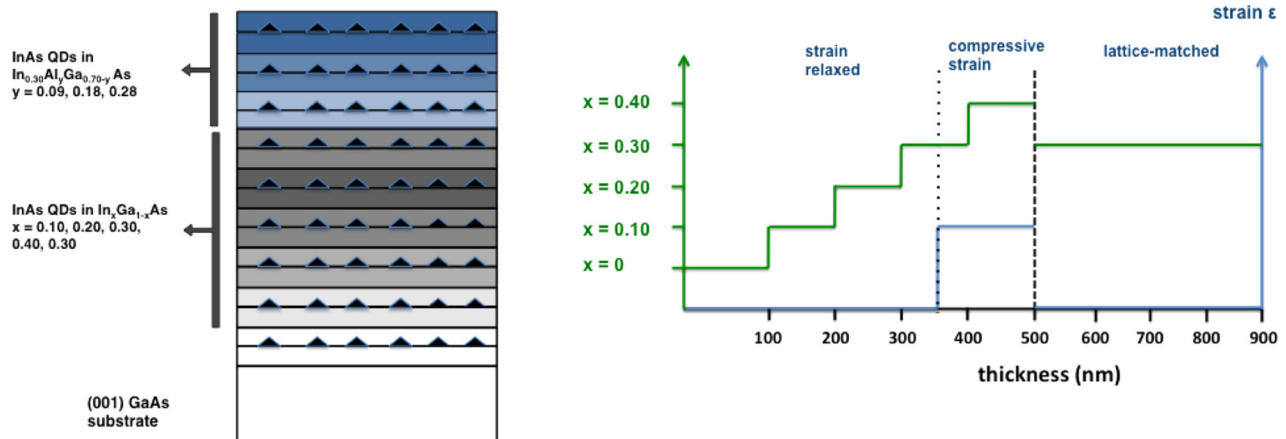 InAs QDs in
In0.30AlyGa0.70-y As
y = 0.09, 0.18, 0.28
InAs QDs in InxGa1-xAs
x = 0.10, 0.20, 0.30,
0.40, 0.30
(001) GaAs
substrate
strain ε
strain
relaxed
compressive
strain
lattice-matched
x = 0.40
x = 0.30
x = 0.20
x = 0.10
x = 0
100 200 300 400 500 600 700 800 900
thickness (nm)